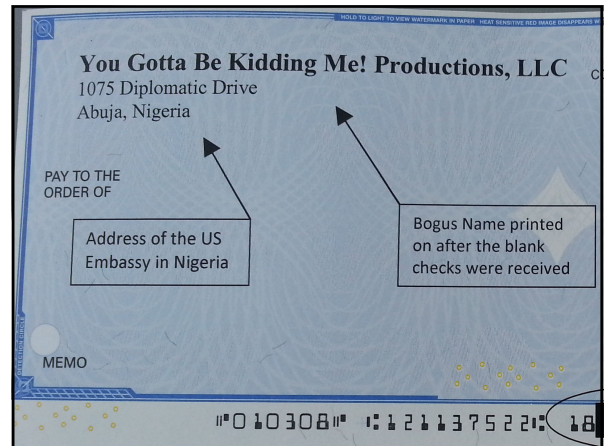 HOLD TO LIGHT TO VIEW WATERMARK IN PAPER HEAT SENSITIVE RED IMAGE DISAPPEARS W
You Gotta Be Kidding Me! Productions, LLC
1075 Diplomatic Drive
Abuja, Nigeria
PAY TO THE
ORDER OF
Address of the US
Embassy in Nigeria
Bogus Name printed
on after the blank
checks were received
MEMO
⑈010308⑈ ⑆121137522⑆ 18